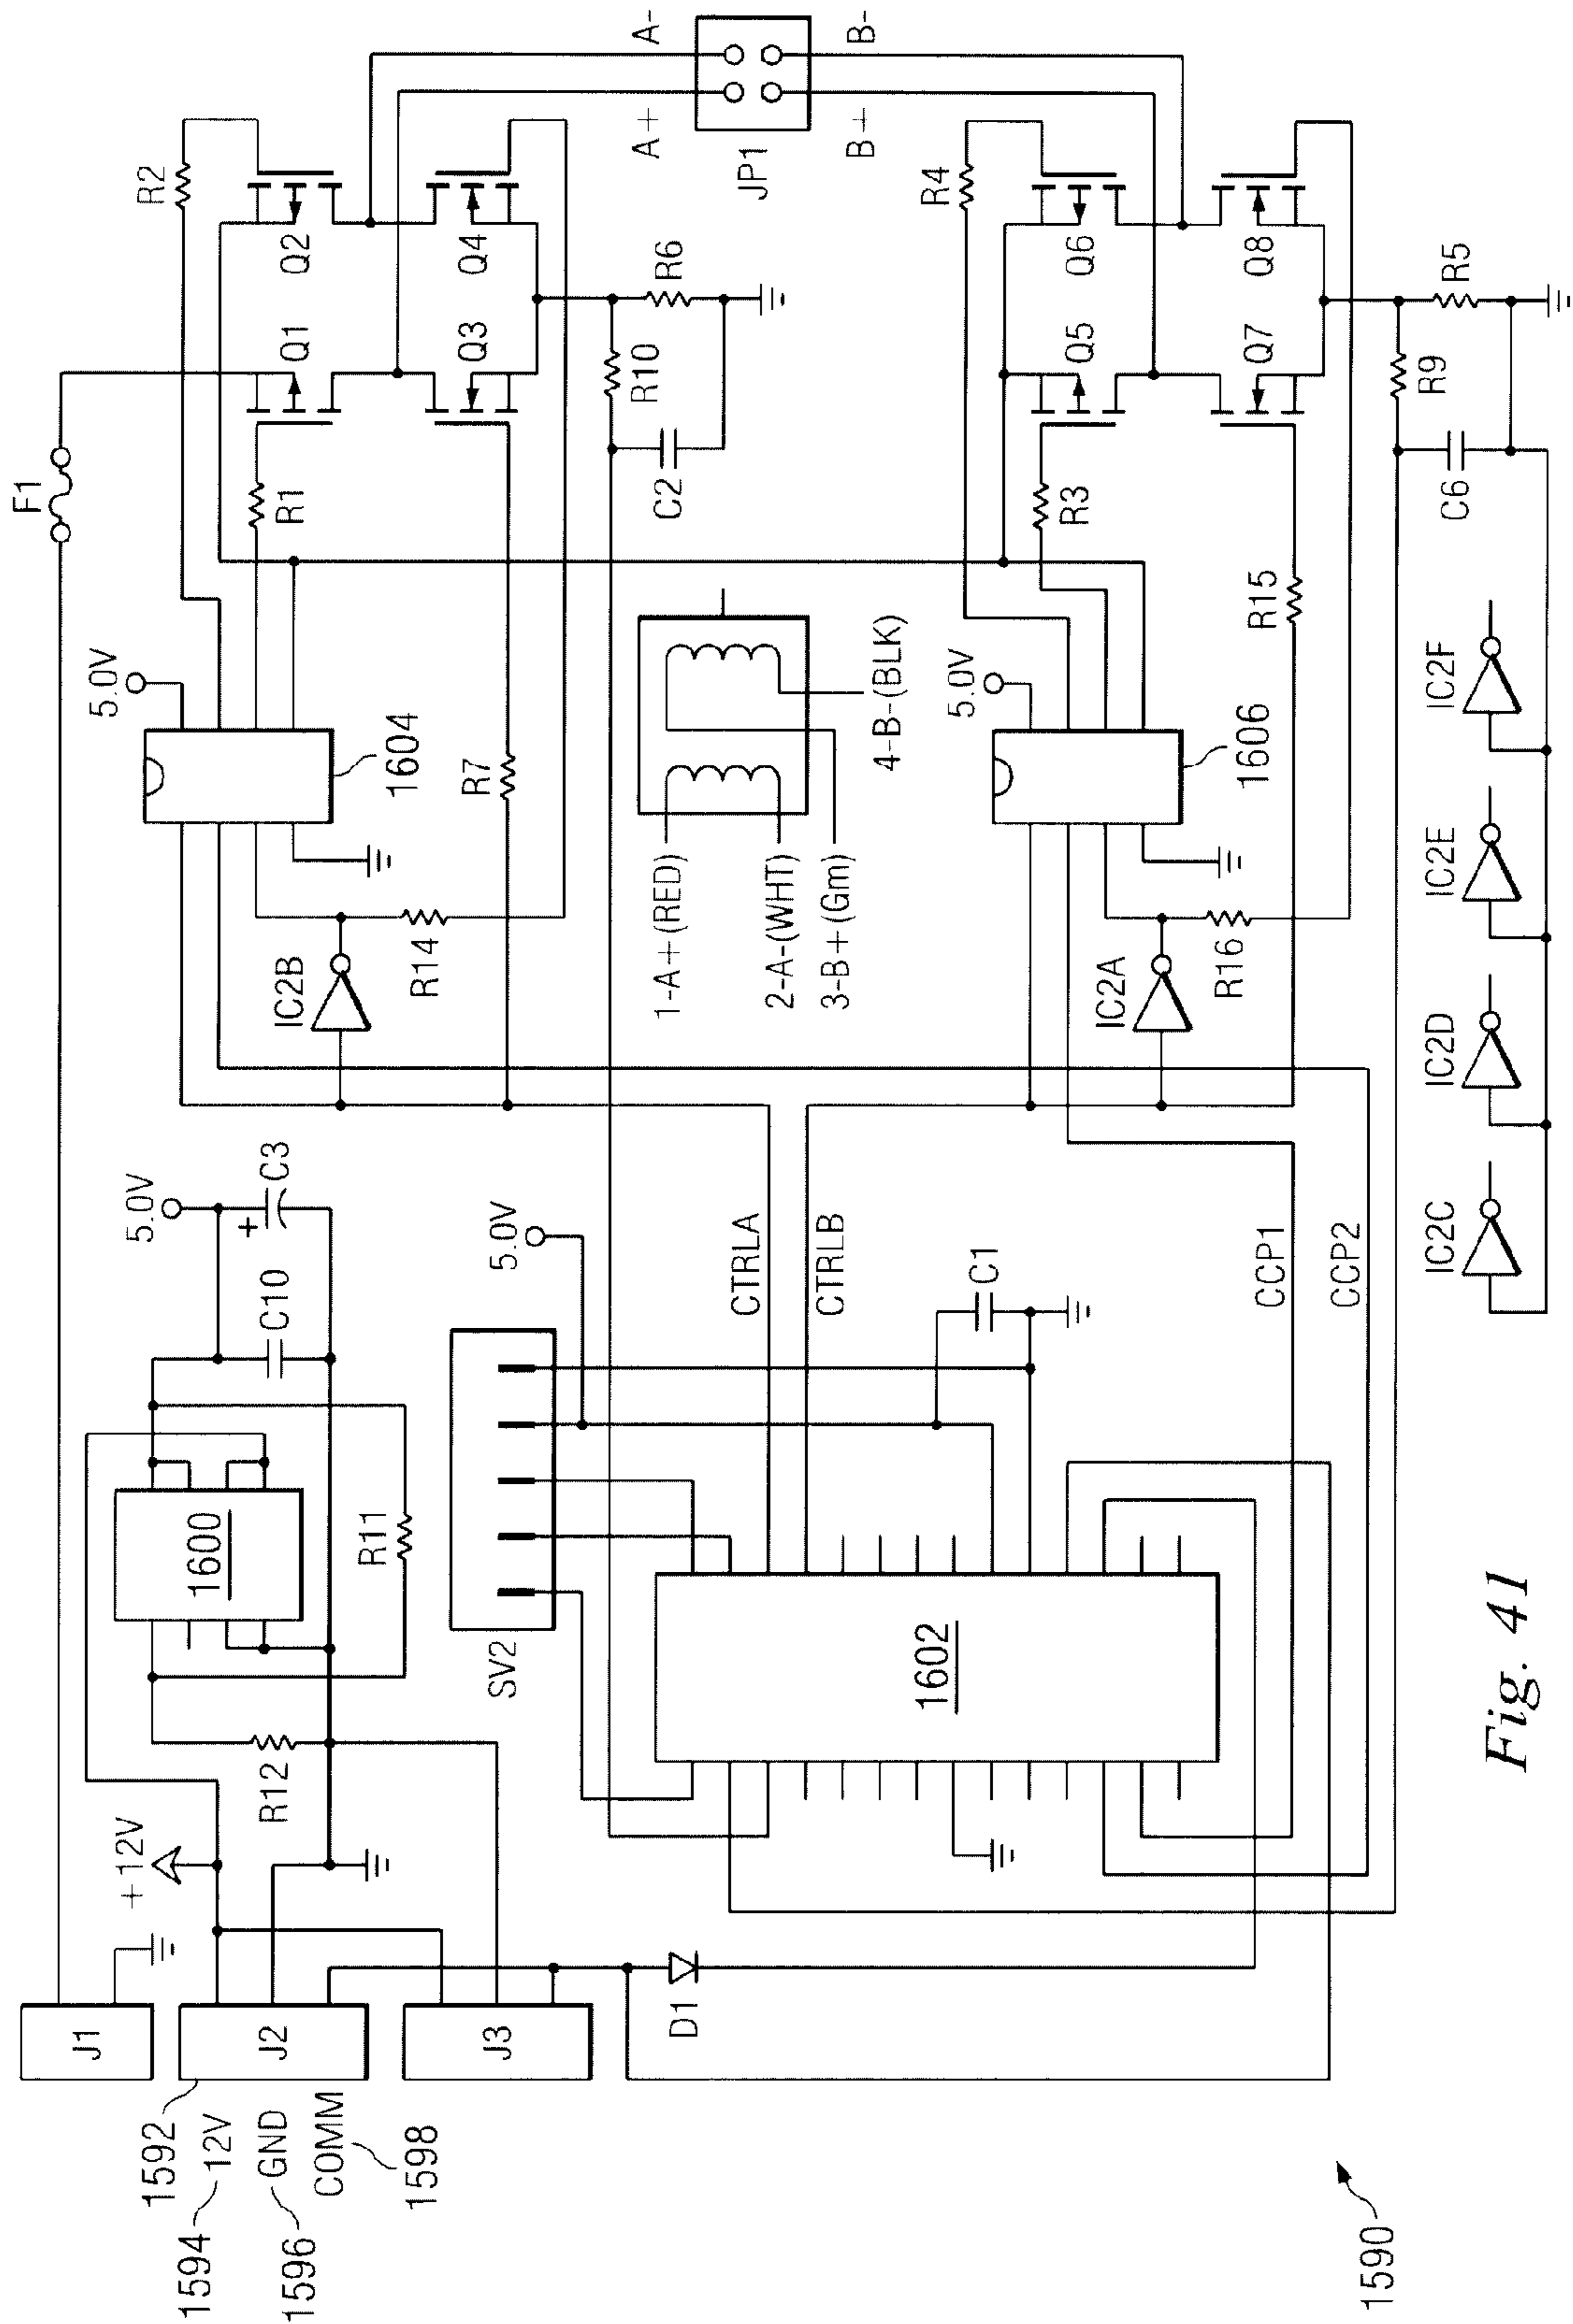 J1
J2
J3
1592
1594
12V
1596
GND
COMM
1598
+12V
R12
1600
R11
C10
5.0V
+
C3
F1
SV2
5.0V
1602
CTRLA
CTRLB
C1
CCP1
CCP2
D1
5.0V
1604
IC2B
R14
R7
R1
R2
Q1
Q2
Q3
Q4
R10
R6
C2
1-A+(RED)
2-A-(WHT)
3-B+(Grn)
4-B-(BLK)
A+
A-
JP1
B+
B-
5.0V
1606
IC2A
R16
R15
R3
R4
Q5
Q6
Q7
Q8
R9
R5
C6
IC2C
IC2D
IC2E
IC2F
1590
Fig. 41